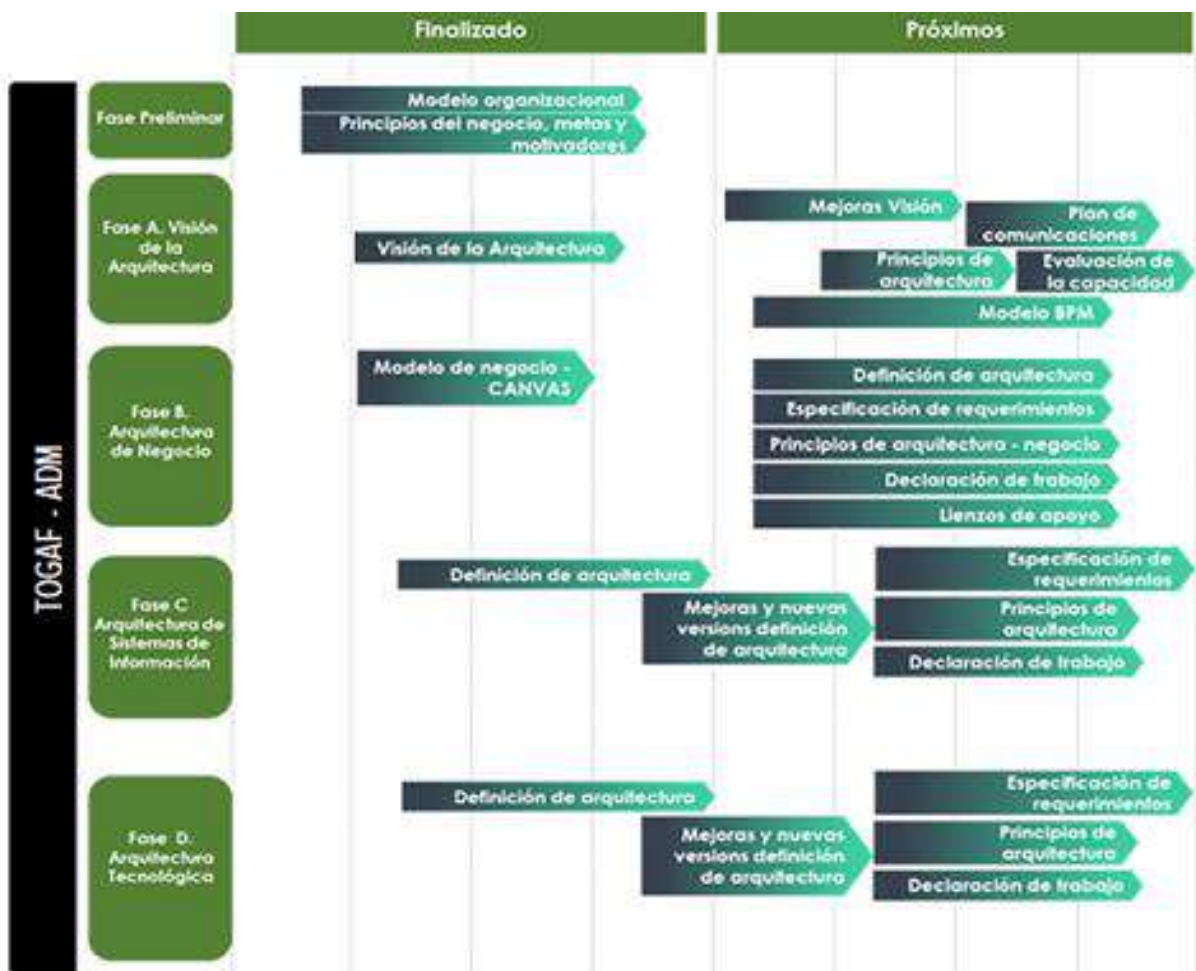 Finalizado
Próximos
TOGAF - ADM
Fase Preliminar
Modelo organizacional
Principios del negocio, metas y
motivadores
Fase A. Visión
de la
Arquitectura
Visión de la Arquitectura
Mejoras Visión
Plan de
comunicaciones
Principios de
arquitectura
Evaluación de
la capacidad
Modelo BPM
Fase B.
Arquitectura
de Negocio
Modelo de negocio -
CANVAS
Definición de arquitectura
Especificación de requerimientos
Principios de arquitectura - negocio
Declaración de trabajo
Lienzos de apoyo
Fase C
Arquitectura de
Sistemas de
Información
Definición de arquitectura
Mejoras y nuevas
versions definición
de arquitectura
Especificación de
requerimientos
Principios de
arquitectura
Declaración de trabajo
Fase D.
Arquitectura
Tecnológica
Definición de arquitectura
Mejoras y nuevas
versions definición
de arquitectura
Especificación de
requerimientos
Principios de
arquitectura
Declaración de trabajo